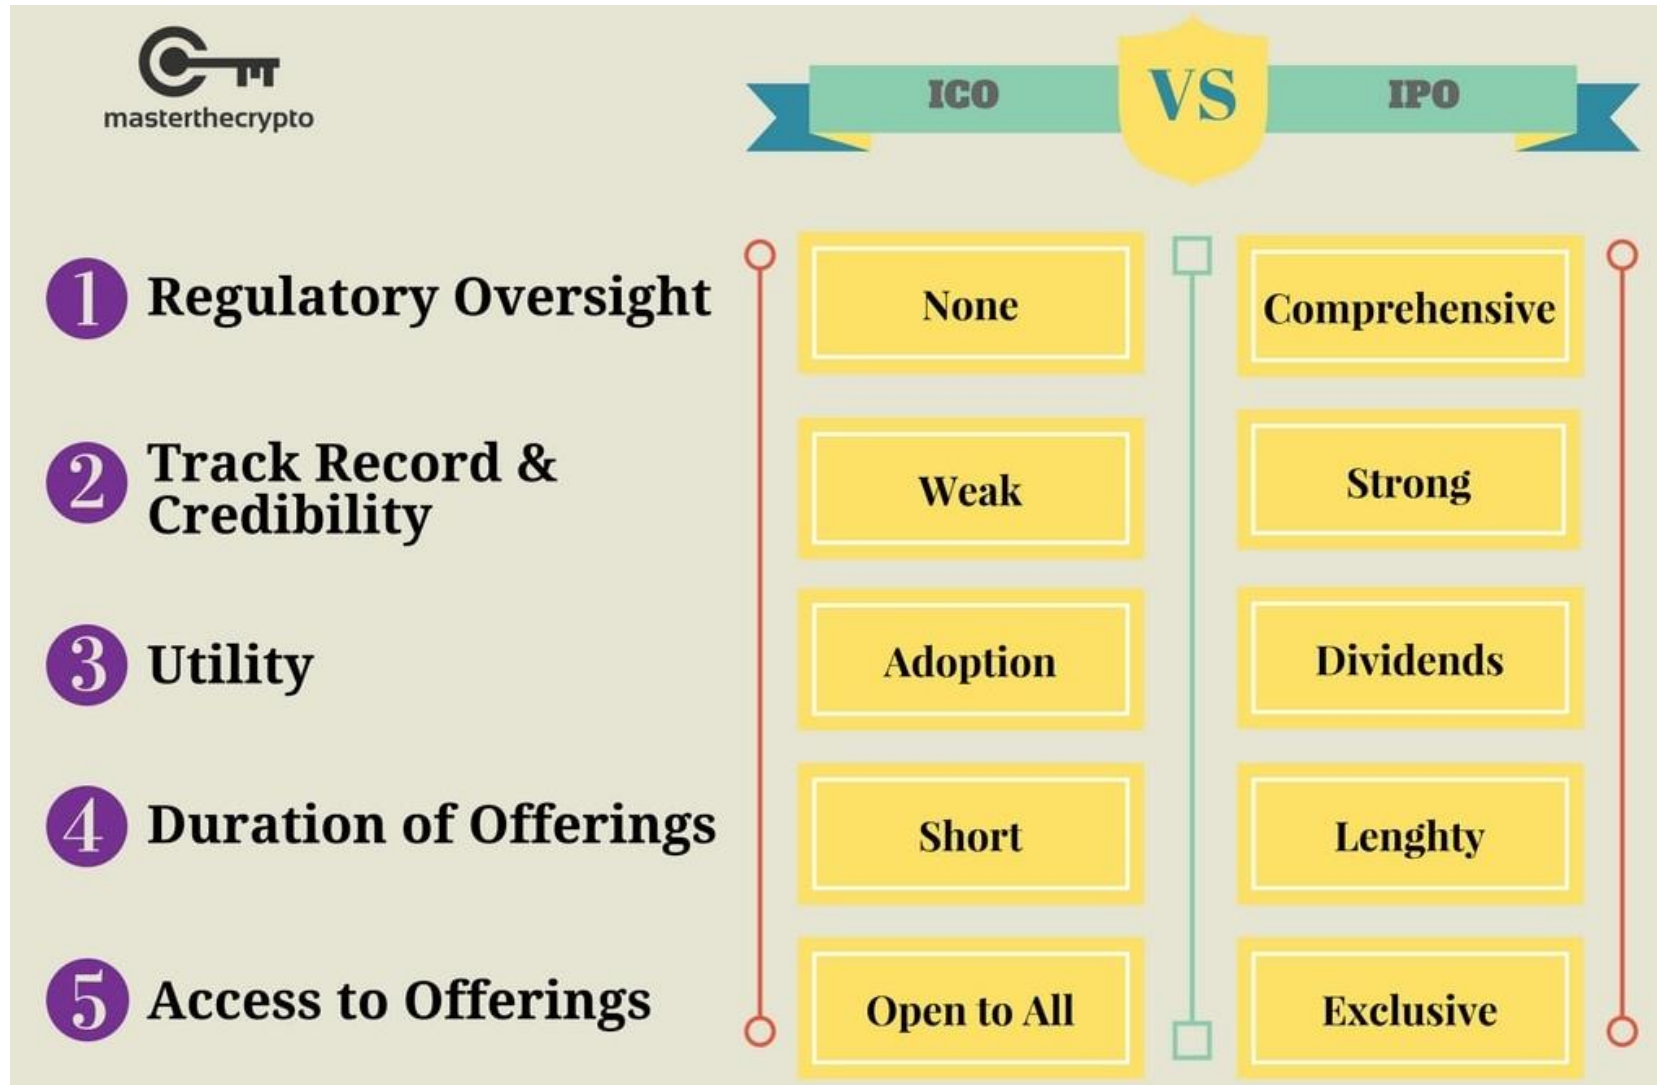 masterthecrypto
ICO VS IPO
1 Regulatory Oversight None Comprehensive
2 Track Record &
Credibility Weak Strong
3 Utility Adoption Dividends
4 Duration of Offerings Short Lenghty
5 Access to Offerings Open to All Exclusive